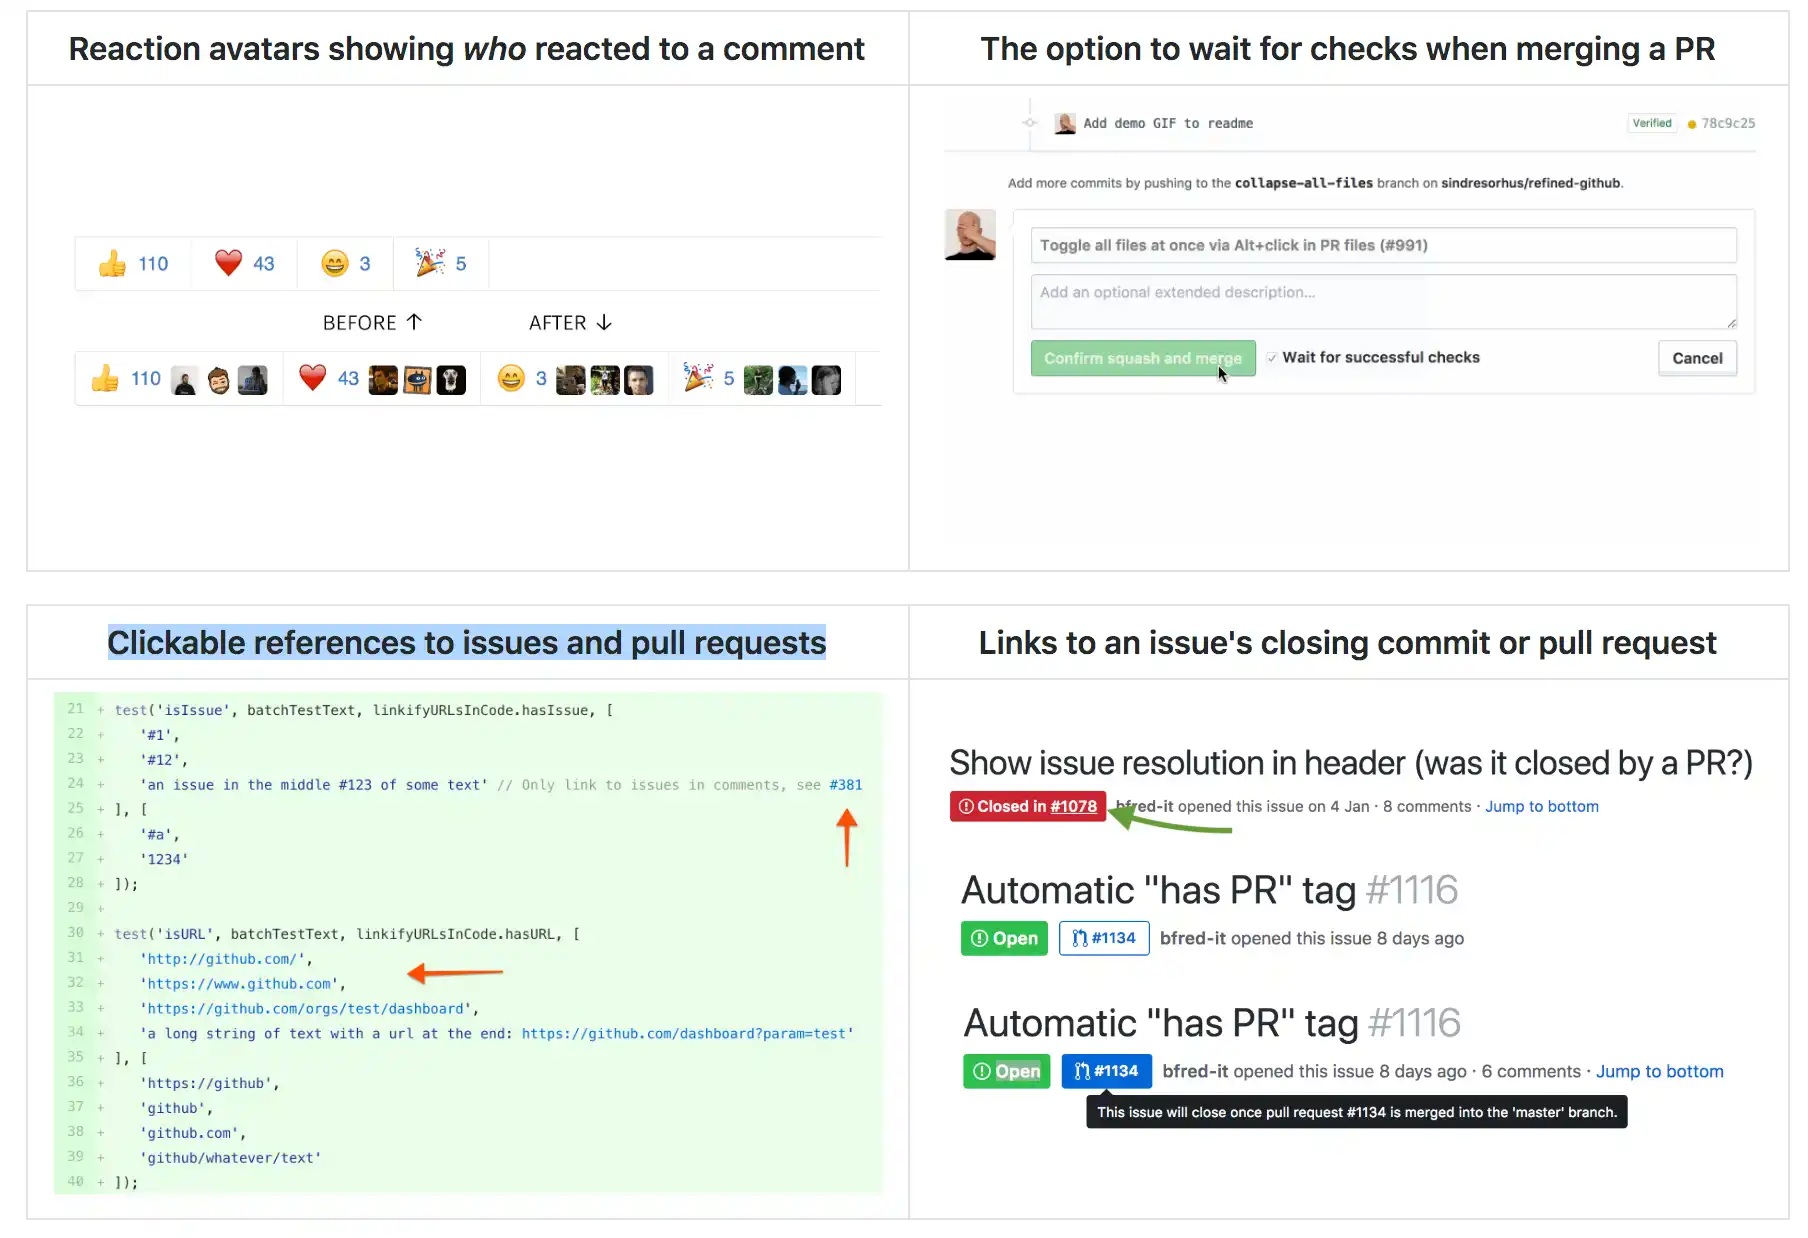 Reaction avatars showing who reacted to a comment
110 43 3 5
BEFORE ↑ AFTER ↓
110 43 3 5
The option to wait for checks when merging a PR
Add demo GIF to readme Verified 78c9c25
Add more commits by pushing to the collapse-all-files branch on sindresorhus/refined-github.
Toggle all files at once via Alt+click in PR files (#991)
Add an optional extended description...
Confirm squash and merge Wait for successful checks Cancel
Clickable references to issues and pull requests
21 + test('isIssue', batchTestText, linkifyURLsInCode.hasIssue, [
22 + '#1',
23 + '#12',
24 + 'an issue in the middle #123 of some text' // Only link to issues in comments, see #381
25 + ], [
26 + '#a',
27 + '1234'
28 + ]);
29 +
30 + test('isURL', batchTestText, linkifyURLsInCode.hasURL, [
31 + 'http://github.com/',
32 + 'https://www.github.com',
33 + 'https://github.com/orgs/test/dashboard',
34 + 'a long string of text with a url at the end: https://github.com/dashboard?param=test'
35 + ], [
36 + 'https://github',
37 + 'github',
38 + 'github.com',
39 + 'github/whatever/text'
40 + ]);
Links to an issue's closing commit or pull request
Show issue resolution in header (was it closed by a PR?)
Closed in #1078 bfred-it opened this issue on 4 Jan · 8 comments · Jump to bottom
Automatic "has PR" tag #1116
Open #1134 bfred-it opened this issue 8 days ago
Automatic "has PR" tag #1116
Open #1134 bfred-it opened this issue 8 days ago · 6 comments · Jump to bottom
This issue will close once pull request #1134 is merged into the 'master' branch.